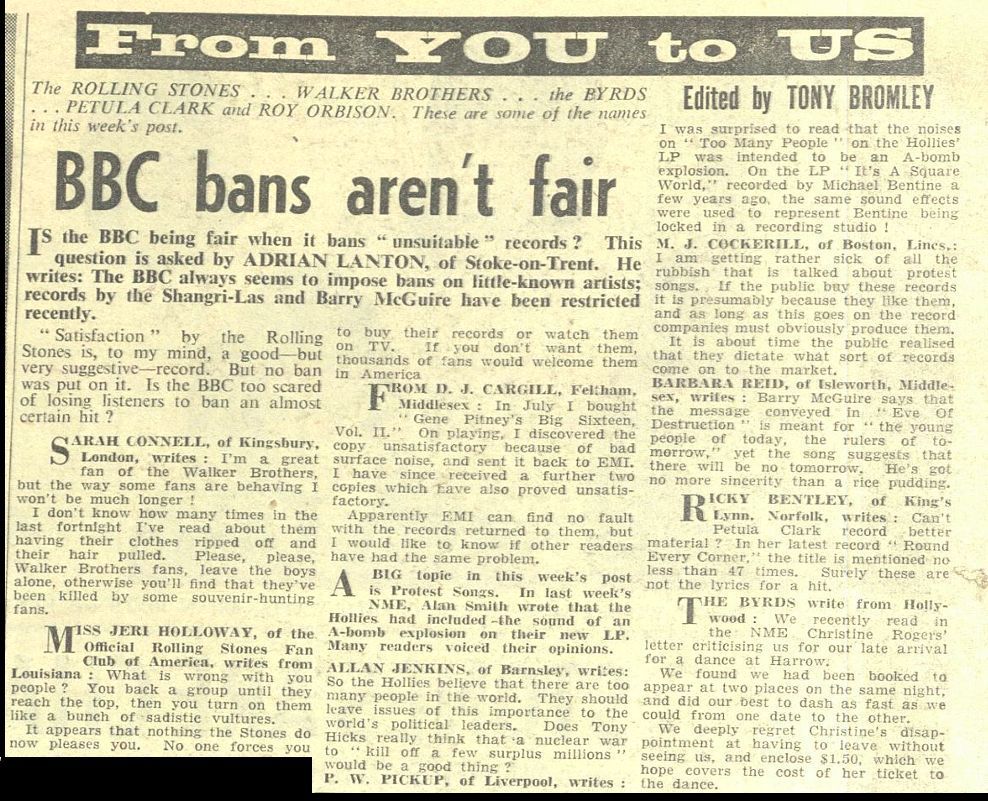 From YOU to US
The ROLLING STONES . . . WALKER BROTHERS . . . the BYRDS
. . . PETULA CLARK and ROY ORBISON. These are some of the names
in this week's post.
Edited by TONY BROMLEY
BBC bans aren't fair
IS the BBC being fair when it bans “ unsuitable ” records ? This
question is asked by ADRIAN LANTON, of Stoke-on-Trent. He
writes: The BBC always seems to impose bans on little-known artists;
records by the Shangri-Las and Barry McGuire have been restricted
recently.
“ Satisfaction ” by the Rolling
Stones is, to my mind, a good—but
very suggestive—record. But no ban
was put on it. Is the BBC too scared
of losing listeners to ban an almost
certain hit ?
SARAH CONNELL, of Kingsbury,
London, writes : I'm a great
fan of the Walker Brothers,
but the way some fans are behaving I
won't be much longer !
I don't know how many times in the
last fortnight I've read about them
having their clothes ripped off and
their hair pulled. Please, please,
Walker Brothers fans, leave the boys
alone, otherwise you'll find that they've
been killed by some souvenir-hunting
fans.
MISS JERI HOLLOWAY, of the
Official Rolling Stones Fan
Club of America, writes from
Louisiana : What is wrong with you
people ? You back a group until they
reach the top, then you turn on them
like a bunch of sadistic vultures.
It appears that nothing the Stones do
now pleases you. No one forces you
to buy their records or watch them
on TV. If you don't want them,
thousands of fans would welcome them
in America
FROM D. J. CARGILL, Feltham,
Middlesex : In July I bought
“ Gene Pitney's Big Sixteen,
Vol. II.” On playing, I discovered the
copy unsatisfactory because of bad
surface noise, and sent it back to EMI.
I have since received a further two
copies which have also proved unsatis-
factory.
Apparently EMI can find no fault
with the records returned to them, but
I would like to know if other readers
have had the same problem.
A BIG topic in this week's post
is Protest Songs. In last week's
NME, Alan Smith wrote that the
Hollies had included the sound of an
A-bomb explosion on their new LP.
Many readers voiced their opinions.
ALLAN JENKINS, of Barnsley, writes:
So the Hollies believe that there are too
many people in the world. They should
leave issues of this importance to the
world's political leaders. Does Tony
Hicks really think that a nuclear war
to “ kill off a few surplus millions ”
would be a good thing ?
P. W. PICKUP, of Liverpool, writes :
I was surprised to read that the noises
on “ Too Many People ” on the Hollies'
LP was intended to be an A-bomb
explosion. On the LP “ It's A Square
World,” recorded by Michael Bentine a
few years ago, the same sound effects
were used to represent Bentine being
locked in a recording studio !
M. J. COCKERILL, of Boston, Lincs.:
I am getting rather sick of all the
rubbish that is talked about protest
songs. If the public buy these records
it is presumably because they like them,
and as long as this goes on the record
companies must obviously produce them.
It is about time the public realised
that they dictate what sort of records
come on to the market.
BARBARA REID, of Isleworth, Middle-
sex, writes : Barry McGuire says that
the message conveyed in “ Eve Of
Destruction ” is meant for “ the young
people of today, the rulers of to-
morrow,” yet the song suggests that
there will be no tomorrow. He's got
no more sincerity than a rice pudding.
RICKY BENTLEY, of King's
Lynn, Norfolk, writes : Can't
Petula Clark record better
material ? In her latest record “ Round
Every Corner,” the title is mentioned no
less than 47 times. Surely these are
not the lyrics for a hit.
THE BYRDS write from Holly-
wood : We recently read in
the NME Christine Rogers'
letter criticising us for our late arrival
for a dance at Harrow.
We found we had been booked to
appear at two places on the same night,
and did our best to dash as fast as we
could from one date to the other.
We deeply regret Christine's disap-
pointment at having to leave without
seeing us, and enclose $1.50, which we
hope covers the cost of her ticket to
the dance.